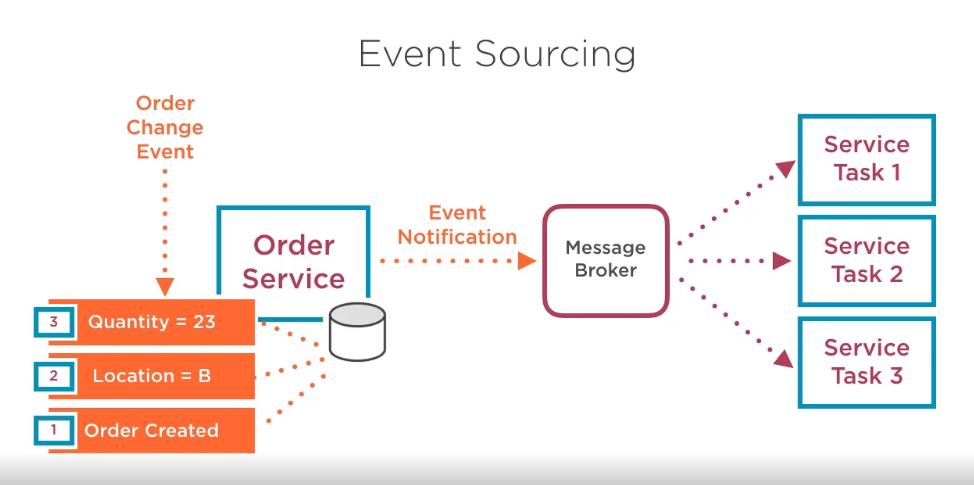 Event Sourcing
Order
Change
Event
Order
Service
Event
Notification
Message
Broker
Service
Task 1
Service
Task 2
Service
Task 3
3 Quantity = 23
2 Location = B
1 Order Created